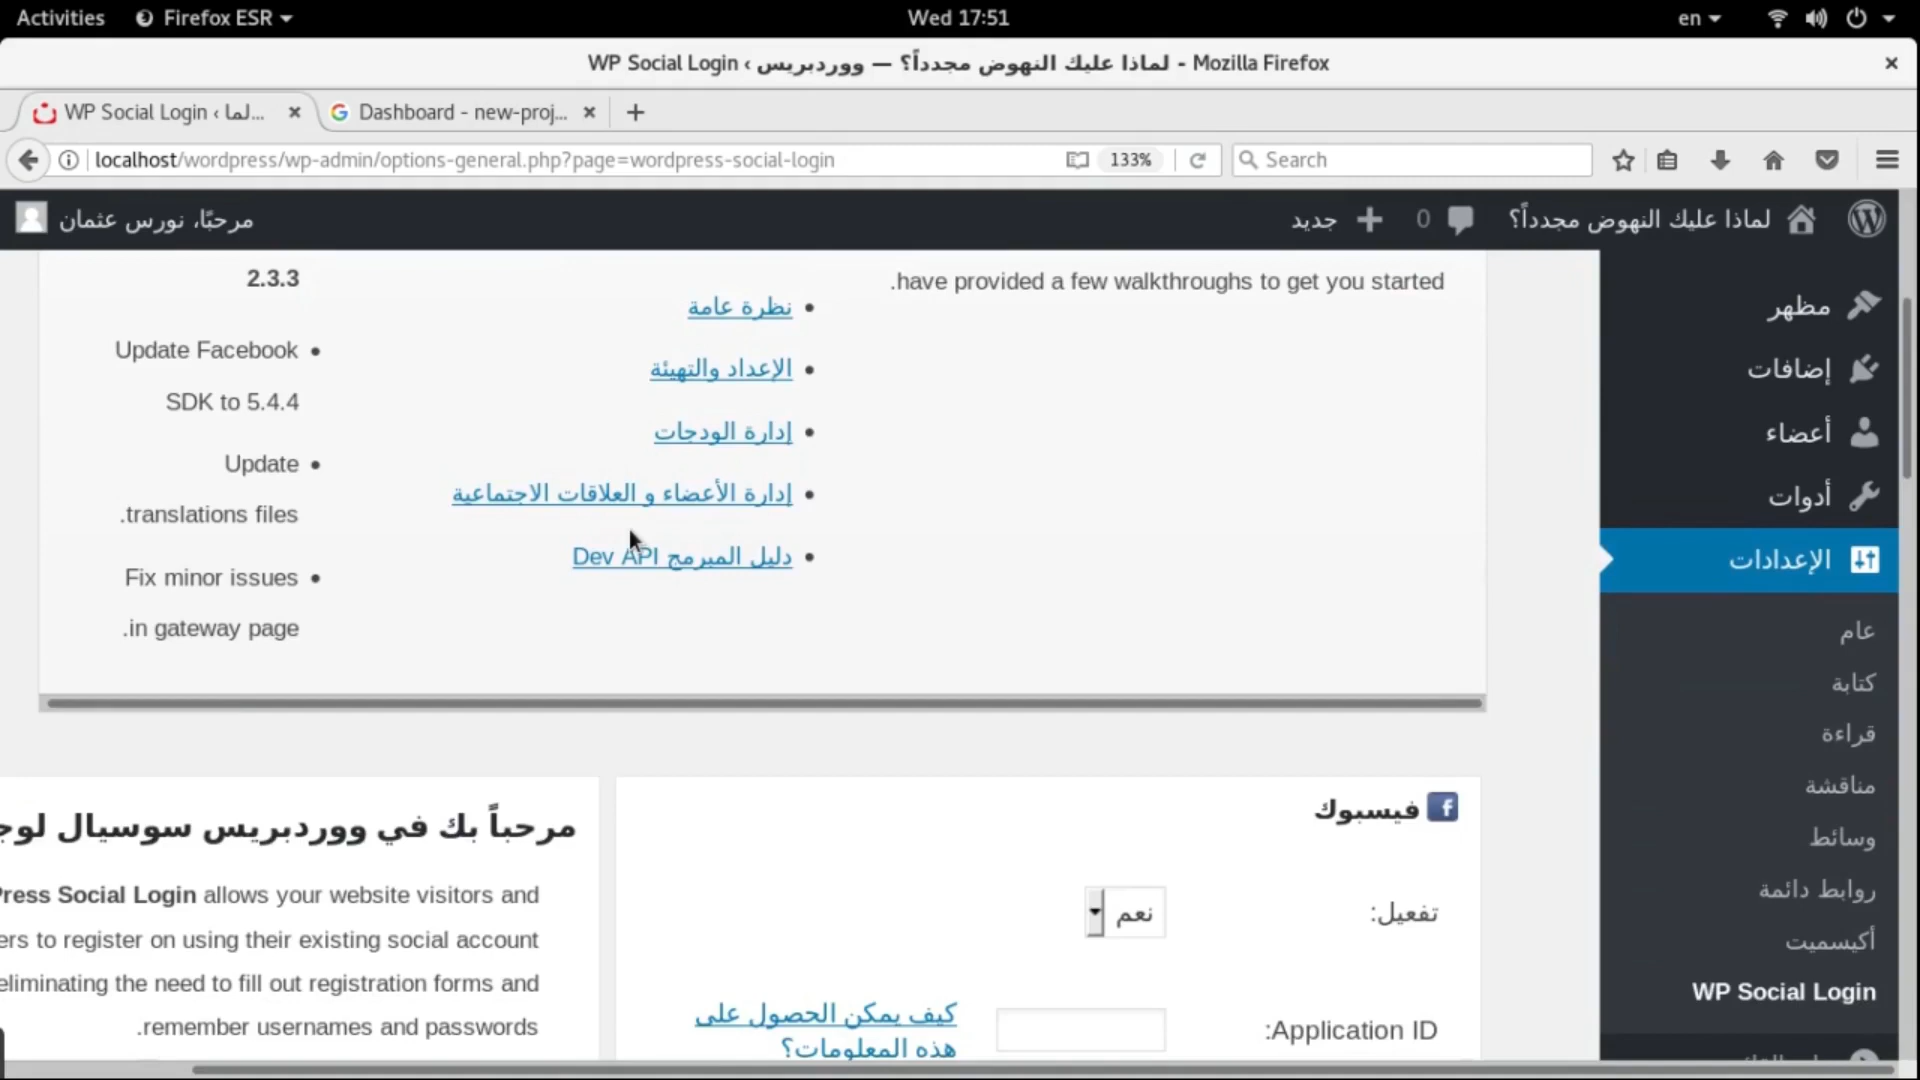 Activities
Firefox ESR
Wed 17:51
en
WP Social Login ‹ لماذا عليك النهوض مجدداً؟ — ووردبريس - Mozilla Firefox
WP Social Login ‹ لما...
Dashboard - new-proj...
localhost/wordpress/wp-admin/options-general.php?page=wordpress-social-login
133%
Search
لماذا عليك النهوض مجدداً؟
0
جديد
مرحبًا، نورس عثمان
مظهر
إضافات
أعضاء
أدوات
الإعدادات
عام
كتابة
قراءة
مناقشة
وسائط
روابط دائمة
أكيسميت
WP Social Login
.have provided a few walkthroughs to get you started
نظرة عامة
الإعداد والتهيئة
إدارة الودجات
إدارة الأعضاء و العلاقات الاجتماعية
دليل المبرمج Dev API
2.3.3
Update Facebook
SDK to 5.4.4
Update
.translations files
Fix minor issues
.in gateway page
فيسبوك
تفعيل:
نعم
:Application ID
كيف يمكن الحصول على
هذه المعلومات؟
مرحباً بك في ووردبريس سوسيال لوج
Press Social Login allows your website visitors and
ers to register on using their existing social account
eliminating the need to fill out registration forms and
.remember usernames and passwords